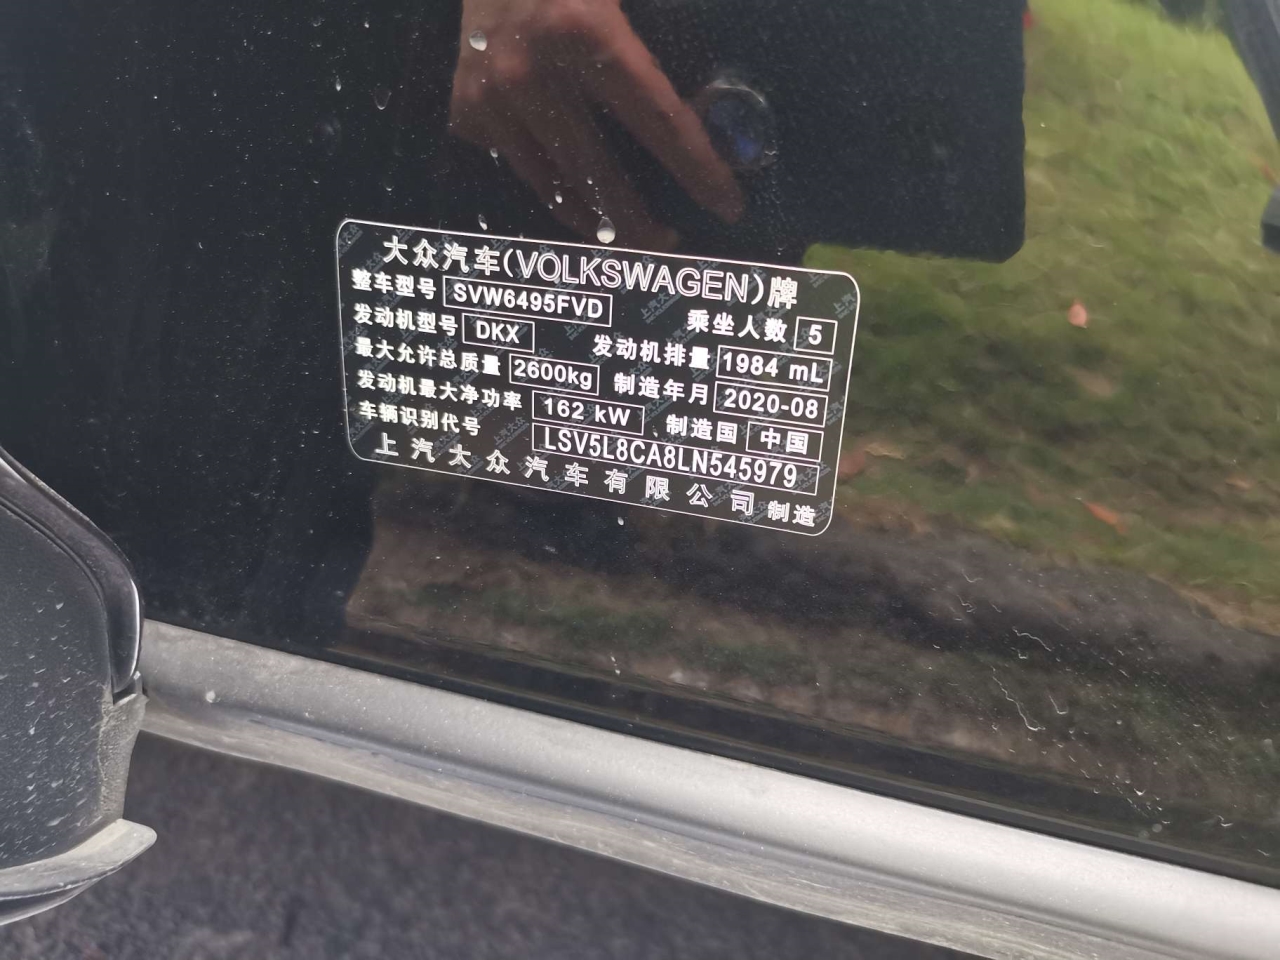 大众汽车(VOLKSWAGEN)牌
整车型号 SVW6495FVD 乘坐人数 5
发动机型号 DKX 发动机排量 1984 mL
最大允许总质量 2600kg 制造年月 2020-08
发动机最大净功率 162 kW 制造国 中国
车辆识别代号 LSV5L8CA8LN545979
上汽大众汽车有限公司 制造